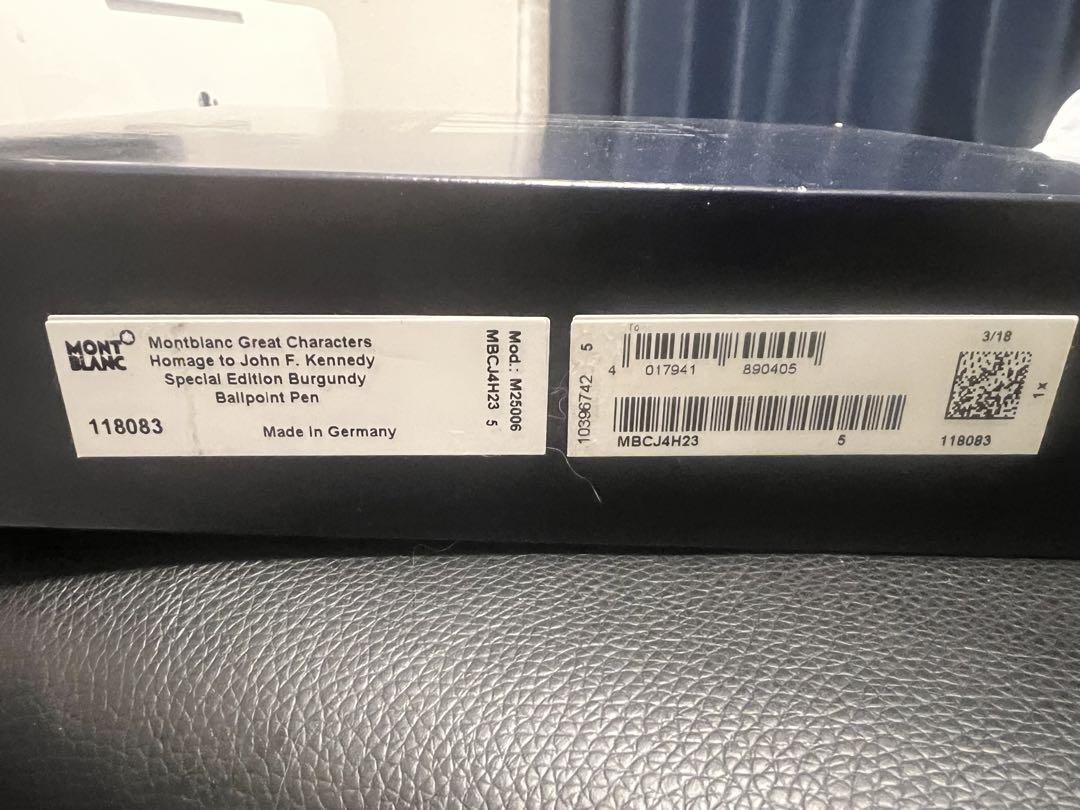 MONT
BLANC
Montblanc Great Characters
Homage to John F. Kennedy
Special Edition Burgundy
Ballpoint Pen
118083
Made in Germany
Mod.: M25006
MBCJ4H23 5
10396742 5
To
4 017941 890405
MBCJ4H23 5
3/18
1x
118083